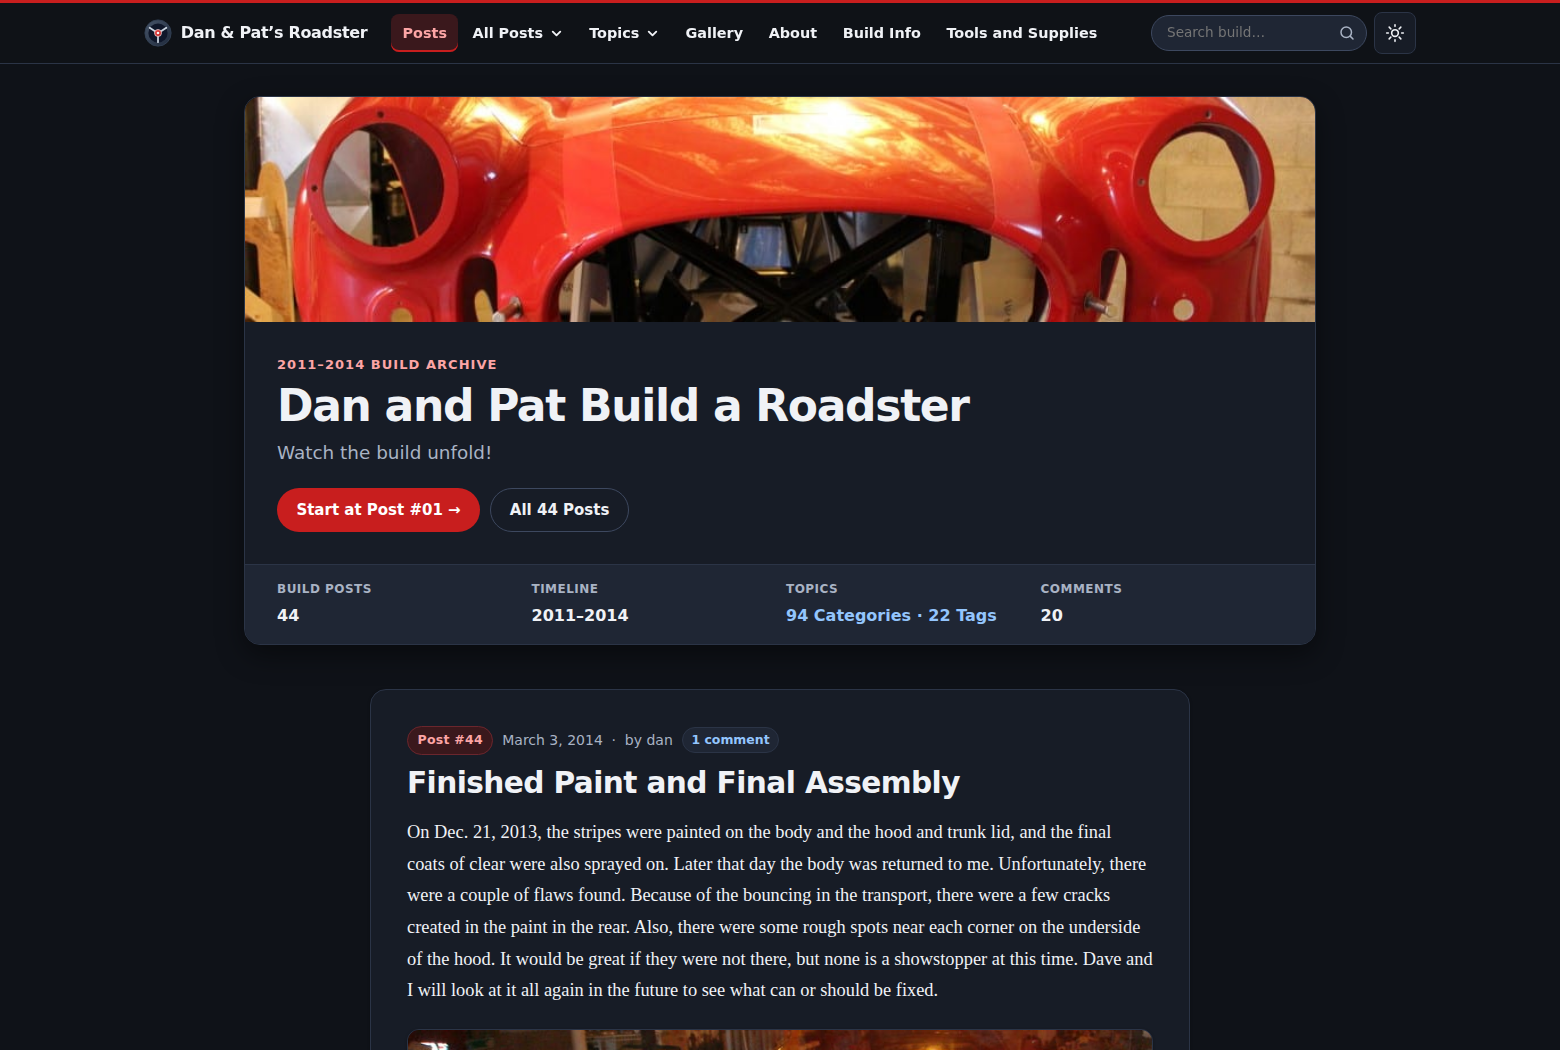 Dan & Pat’s Roadster
Posts
All Posts
Topics
Gallery
About
Build Info
Tools and Supplies
Search build…
2011–2014 BUILD ARCHIVE
Dan and Pat Build a Roadster
Watch the build unfold!
Start at Post #01 →
All 44 Posts
BUILD POSTS
44
TIMELINE
2011–2014
TOPICS
94 Categories · 22 Tags
COMMENTS
20
Post #44 March 3, 2014 · by dan 1 comment
Finished Paint and Final Assembly
On Dec. 21, 2013, the stripes were painted on the body and the hood and trunk lid, and the final
coats of clear were also sprayed on. Later that day the body was returned to me. Unfortunately, there
were a couple of flaws found. Because of the bouncing in the transport, there were a few cracks
created in the paint in the rear. Also, there were some rough spots near each corner on the underside
of the hood. It would be great if they were not there, but none is a showstopper at this time. Dave and
I will look at it all again in the future to see what can or should be fixed.